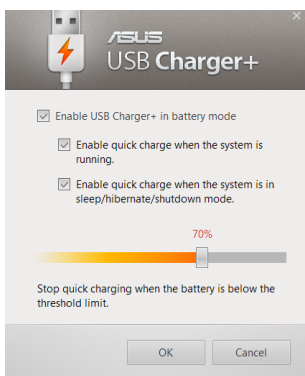 ASUS
USB Charger+
Enable USB Charger+ in battery mode
Enable quick charge when the system is
running.
Enable quick charge when the system is in
sleep/hibernate/shutdown mode.
70%
Stop quick charging when the battery is below the
threshold limit.
OK
Cancel